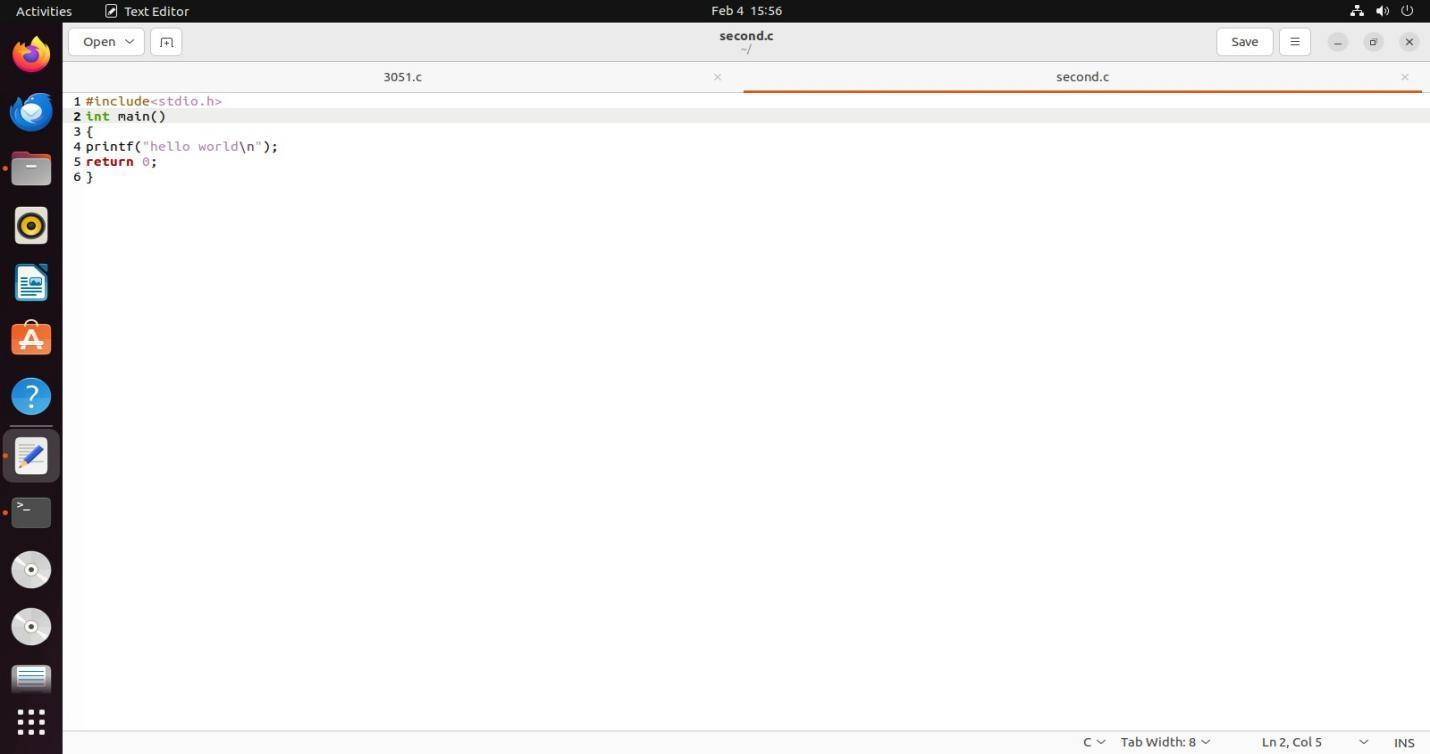 Activities Text Editor Feb 4 15:56
Open second.c Save
~/
3051.c second.c
1 #include<stdio.h>
2 int main()
3 {
4 printf("hello world\n");
5 return 0;
6 }
C Tab Width: 8 Ln 2, Col 5 INS